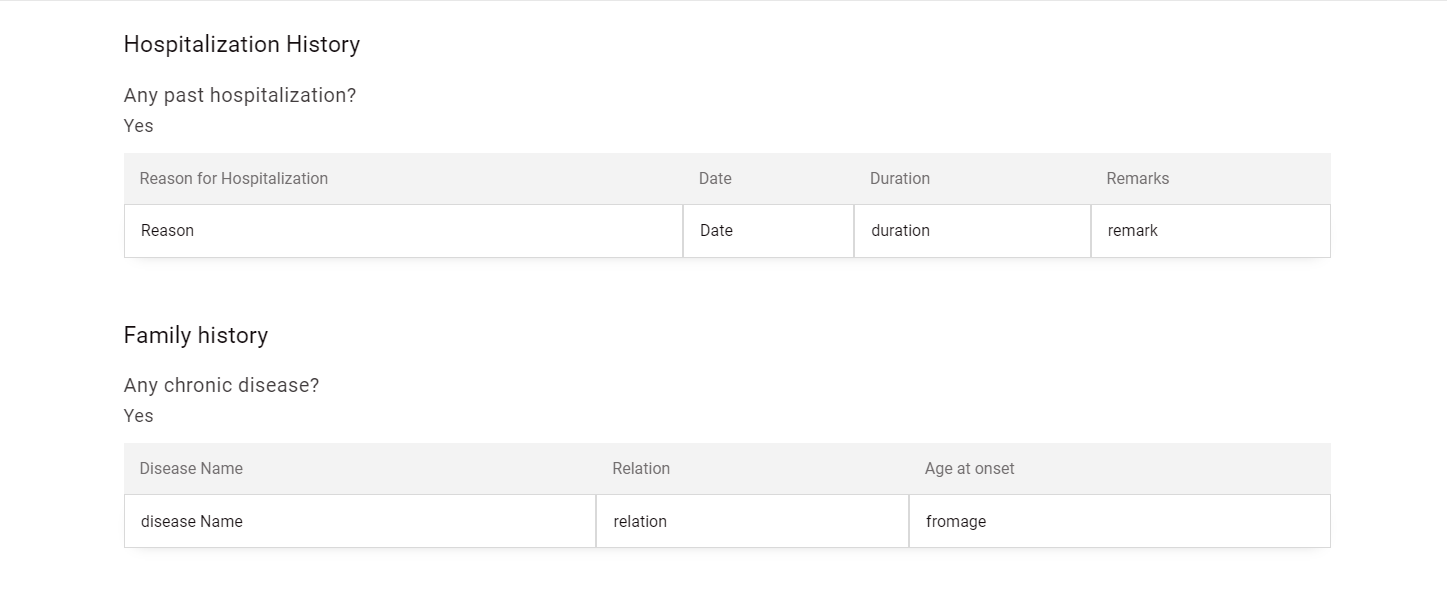 Hospitalization History
Any past hospitalization?
Yes
Reason for Hospitalization Date Duration Remarks
Reason Date duration remark
Family history
Any chronic disease?
Yes
Disease Name Relation Age at onset
disease Name relation fromage